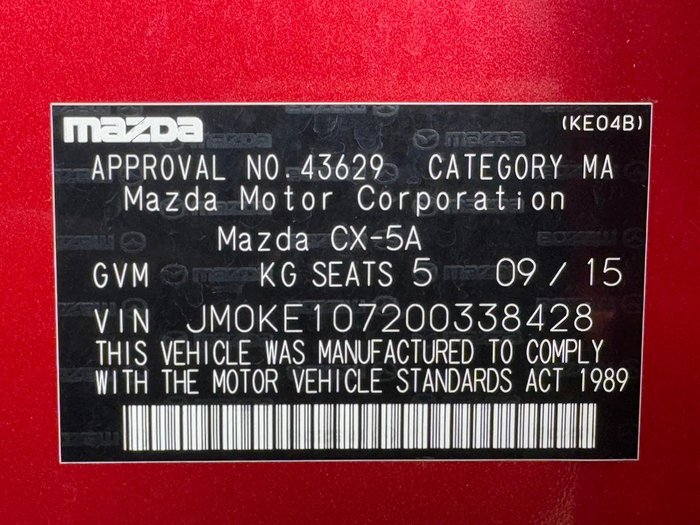 mazda (KE04B)
APPROVAL NO.43629 CATEGORY MA
Mazda Motor Corporation
Mazda CX-5A
GVM KG SEATS 5 09/15
VIN JM0KE107200338428
THIS VEHICLE WAS MANUFACTURED TO COMPLY
WITH THE MOTOR VEHICLE STANDARDS ACT 1989